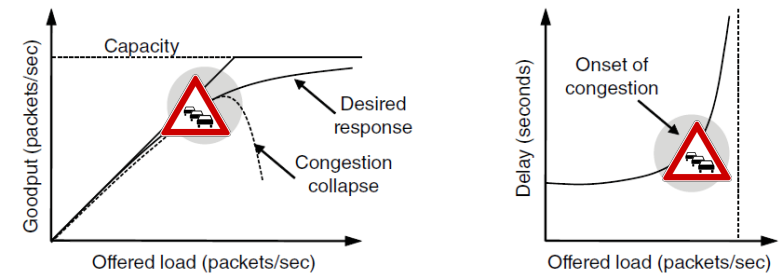 Capacity
Goodput (packets/sec)
Desired
response
Congestion
collapse
Offered load (packets/sec)
Onset of
congestion
Delay (seconds)
Offered load (packets/sec)